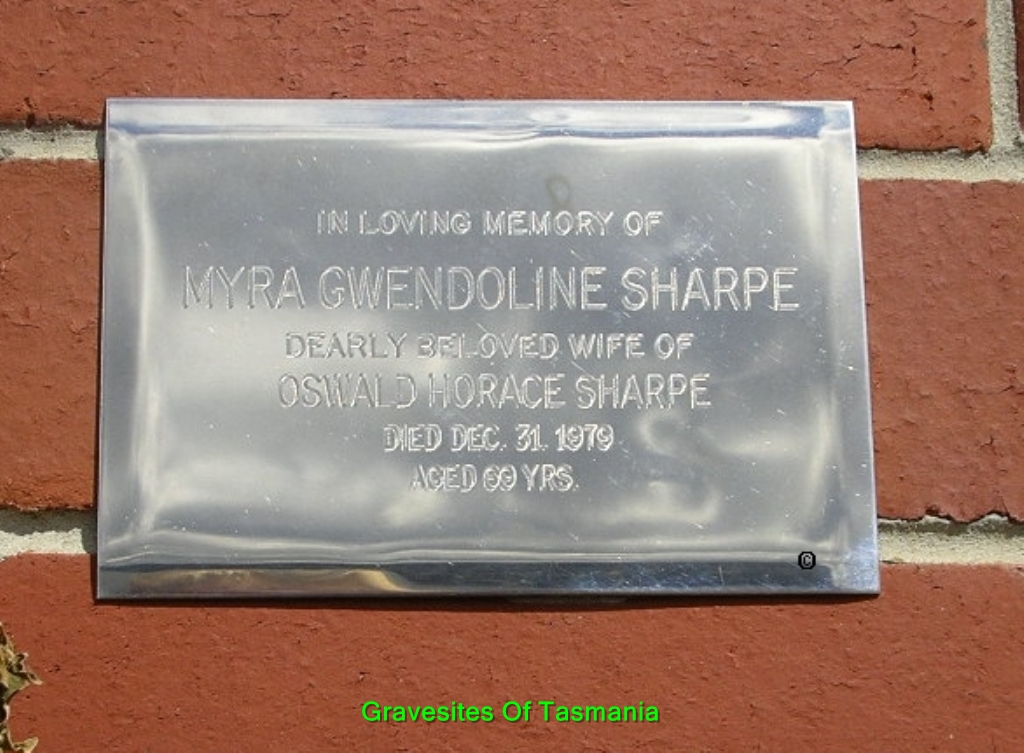 IN LOVING MEMORY OF
MYRA GWENDOLINE SHARPE
DEARLY BELOVED WIFE OF
OSWALD HORACE SHARPE
DIED DEC. 31. 1979
AGED 69 YRS.
©
Gravesites Of Tasmania